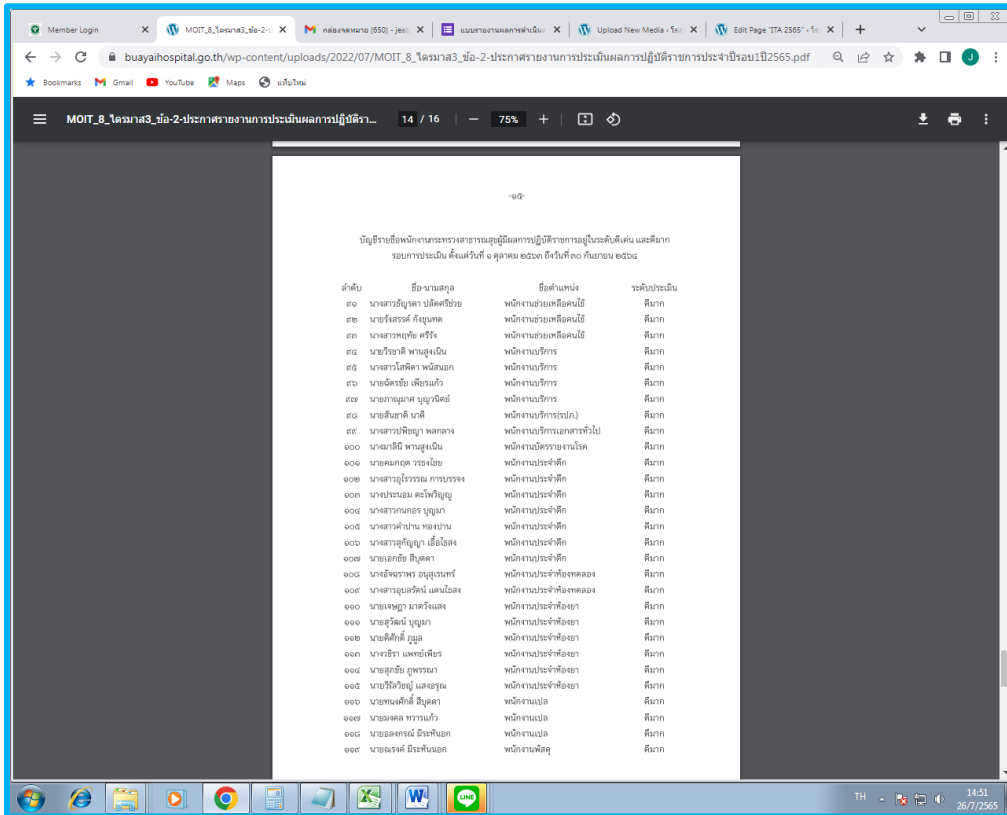 Member Login
MOIT_8_ไตรมาส3_ข้อ-2-
กล่องจดหมาย (650) -
แบบรายงานผลการดำเนิน
Upload New Media
Edit Page "ITA 2565"
buayaihospital.go.th/wp-content/uploads/2022/07/MOIT_8_ไตรมาส3_ข้อ-2-ประกาศรายงานการประเมินผลการปฏิบัติราชการประจำปีรอบ1ปี2565.pdf
Bookmarks Gmail YouTube Maps แท็บใหม่
MOIT_8_ไตรมาส3_ข้อ-2-ประกาศรายงานการประเมินผลการปฏิบัติรา... 14 / 16 75%
-๑๕-
บัญชีรายชื่อพนักงานกระทรวงสาธารณสุขผู้มีผลการปฏิบัติราชการอยู่ในระดับดีเด่น และดีมาก
รอบการประเมิน ตั้งแต่วันที่ ๑ ตุลาคม ๒๕๖๓ ถึงวันที่ ๓๐ กันยายน ๒๕๖๔
ลำดับ ชื่อ-นามสกุล ชื่อตำแหน่ง ระดับประเมิน
๙๑ นางสาวธัญรดา ปลัดศรีช่วย พนักงานช่วยเหลือคนไข้ ดีมาก
๙๒ นายรังสรรค์ กังขุนทด พนักงานช่วยเหลือคนไข้ ดีมาก
๙๓ นางสาวหฤทัย ศรีรัง พนักงานช่วยเหลือคนไข้ ดีมาก
๙๔ นายวีรชาติ พานสูงเนิน พนักงานบริการ ดีมาก
๙๕ นางสาวโสพิดา พนัสนอก พนักงานบริการ ดีมาก
๙๖ นายฉัตรชัย เพียรแก้ว พนักงานบริการ ดีมาก
๙๗ นายภาณุมาศ บุญวนิตย์ พนักงานบริการ ดีมาก
๙๘ นายสันชาติ นาดี พนักงานบริการ(รปภ.) ดีมาก
๙๙ นางสาวปพิชญา พลกลาง พนักงานบริการเอกสารทั่วไป ดีมาก
๑๐๐ นางมาลินี พานสูงเนิน พนักงานบัตรรายงานโรค ดีมาก
๑๐๑ นายคมกฤต วรธงไชย พนักงานประจำตึก ดีมาก
๑๐๒ นางสาวอุไรวรรณ การบรรจง พนักงานประจำตึก ดีมาก
๑๐๓ นางประนอม ตะโพวิญญู พนักงานประจำตึก ดีมาก
๑๐๔ นางสาวกนกอร บุญมา พนักงานประจำตึก ดีมาก
๑๐๕ นางสาวคำปาน ทองปาน พนักงานประจำตึก ดีมาก
๑๐๖ นางสาวสุกัญญา เอื้อไธสง พนักงานประจำตึก ดีมาก
๑๐๗ นายเอกชัย สีบุดดา พนักงานประจำตึก ดีมาก
๑๐๘ นางอัจฉราพร อนุสุเรนทร์ พนักงานประจำห้องทดลอง ดีมาก
๑๐๙ นางสาวอุบลรัตน์ แดนไธสง พนักงานประจำห้องทดลอง ดีมาก
๑๑๐ นายเจษฎา มาตวังแสง พนักงานประจำห้องยา ดีมาก
๑๑๑ นายสุวัฒน์ บุญมา พนักงานประจำห้องยา ดีมาก
๑๑๒ นายดิศักดิ์ ภูมูล พนักงานประจำห้องยา ดีมาก
๑๑๓ นางวธิรา แพทย์เพียร พนักงานประจำห้องยา ดีมาก
๑๑๔ นายสุภชัย ภูพรรณา พนักงานประจำห้องยา ดีมาก
๑๑๕ นายวิรัลวิชญ์ แสงอรุณ พนักงานประจำห้องยา ดีมาก
๑๑๖ นายทนงศักดิ์ สีบุดดา พนักงานเปล ดีมาก
๑๑๗ นายมงคล ทวารแก้ว พนักงานเปล ดีมาก
๑๑๘ นายอลงกรณ์ มีระหันนอก พนักงานเปล ดีมาก
๑๑๙ นายณรงค์ มีระหันนอก พนักงานพัสดุ ดีมาก
TH 14:51
26/7/2565